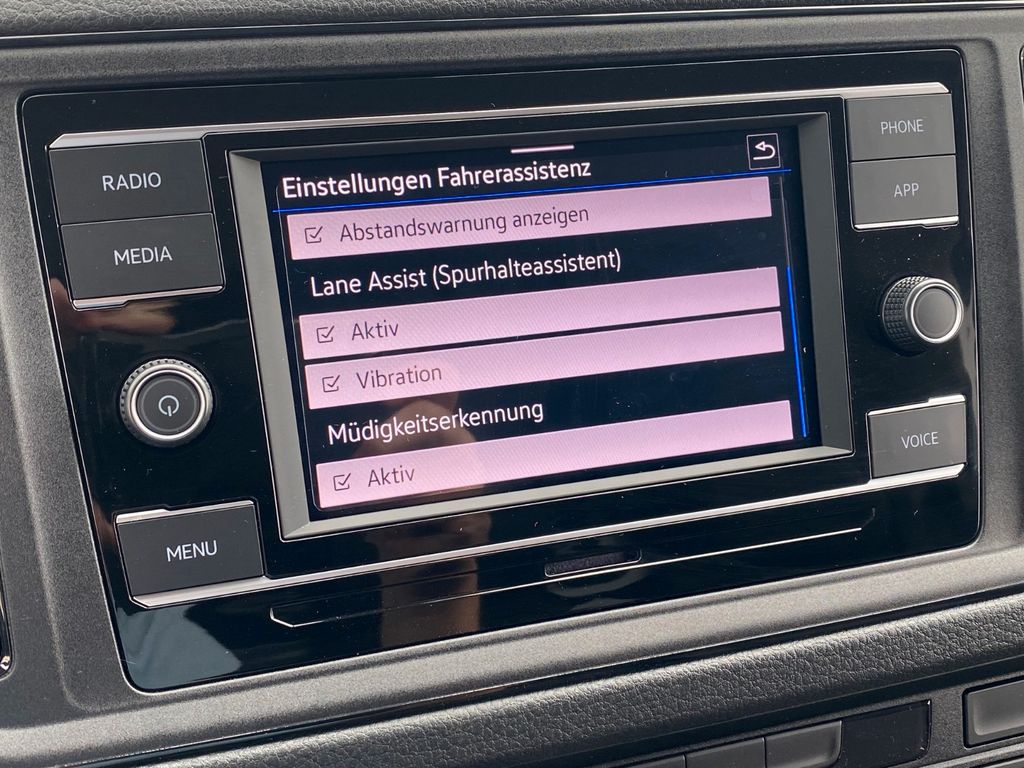 RADIO
MEDIA
MENU
Einstellungen Fahrerassistenz
Abstandswarnung anzeigen
Lane Assist (Spurhalteassistent)
Aktiv
Vibration
Müdigkeitserkennung
Aktiv
PHONE
APP
VOICE